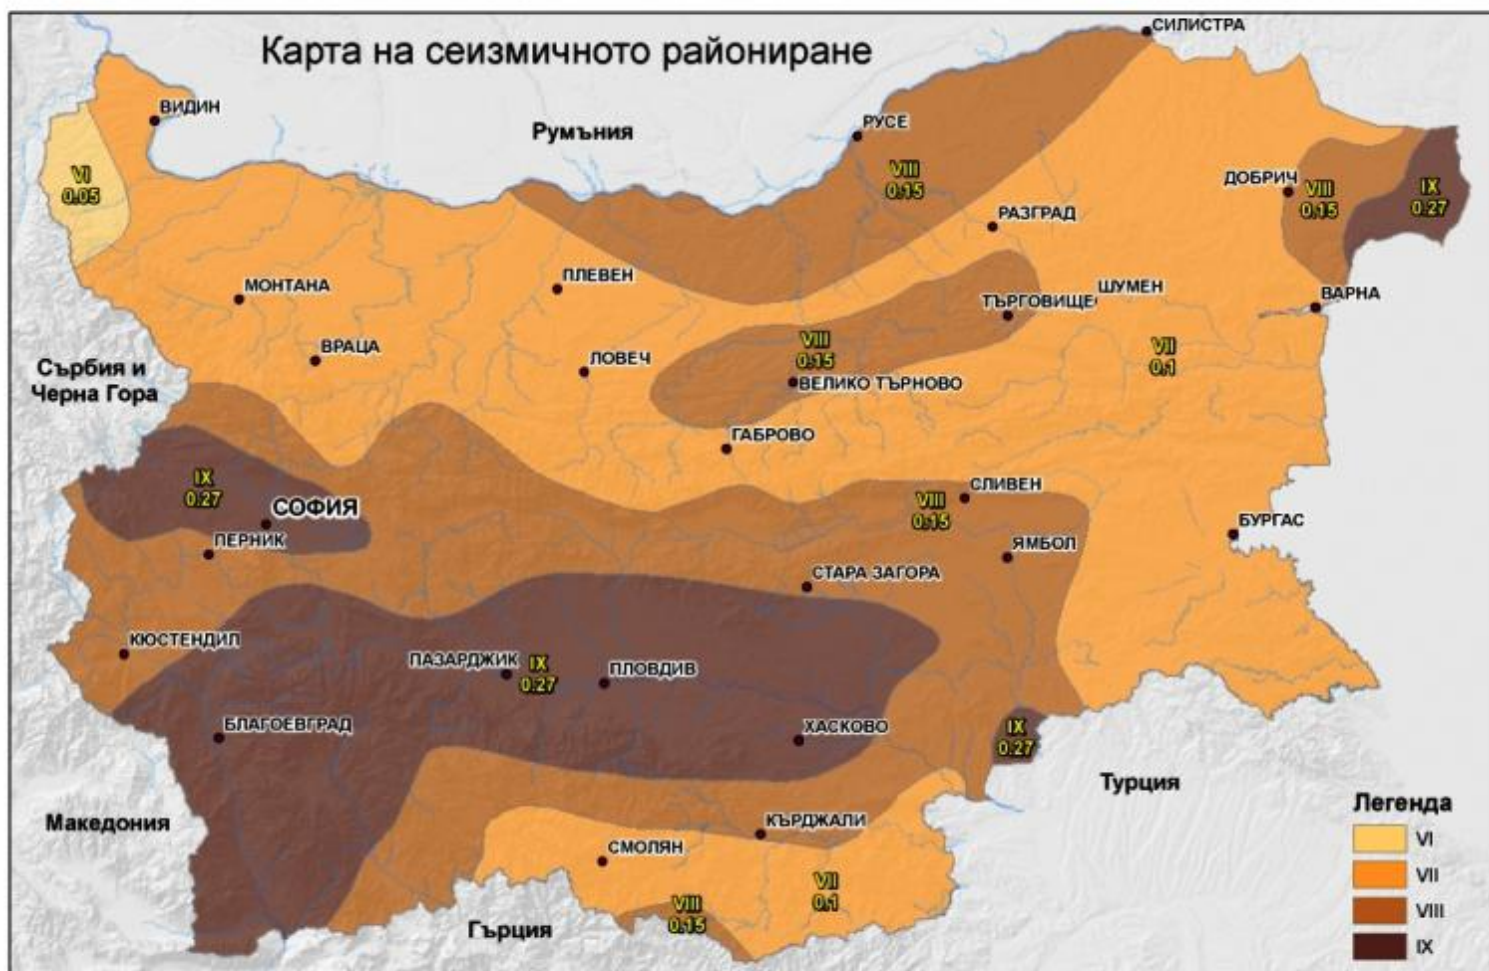 Карта на сеизмичното райониране
СИЛИСТРА
ВИДИН
Румъния
РУСЕ
VI
0.05
VIII
0.15
ДОБРИЧ
VIII
0.15
IX
0.27
РАЗГРАД
МОНТАНА
ПЛЕВЕН
ТЪРГОВИЩЕ
ШУМЕН
ВАРНА
ВРАЦА
ЛОВЕЧ
VIII
0.15
VII
0.1
Сърбия и
Черна Гора
ВЕЛИКО ТЪРНОВО
ГАБРОВО
IX
0.27
СОФИЯ
СЛИВЕН
VIII
0.15
БУРГАС
ПЕРНИК
ЯМБОЛ
СТАРА ЗАГОРА
КЮСТЕНДИЛ
ПАЗАРДЖИК
IX
0.27
ПЛОВДИВ
БЛАГОЕВГРАД
ХАСКОВО
IX
0.27
Турция
Македония
КЪРДЖАЛИ
СМОЛЯН
VII
0.1
VIII
0.15
Гърция
Легенда
VI
VII
VIII
IX